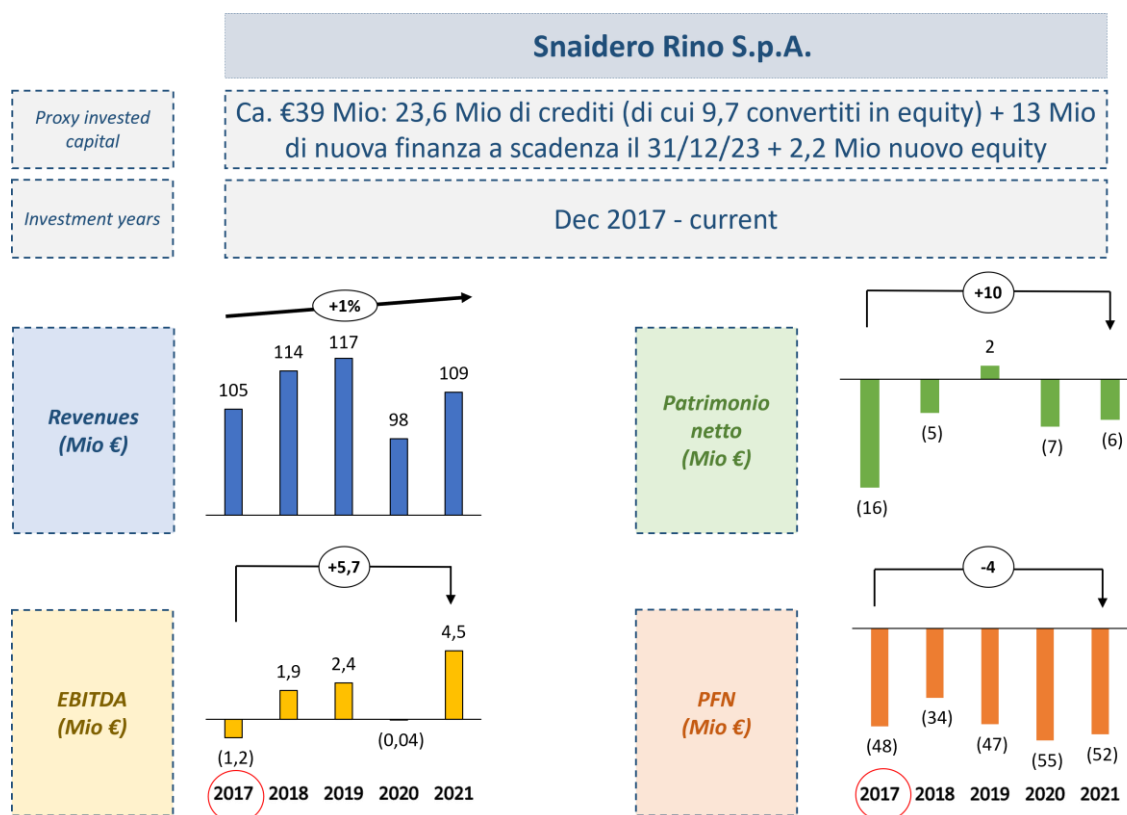 Snaidero Rino S.p.A.
Proxy invested
capital
Ca. €39 Mio: 23,6 Mio di crediti (di cui 9,7 convertiti in equity) + 13 Mio
di nuova finanza a scadenza il 31/12/23 + 2,2 Mio nuovo equity
Investment years
Dec 2017 - current
Revenues
(Mio €)
+1%
105
114
117
98
109
Patrimonio
netto
(Mio €)
+10
(16)
(5)
2
(7)
(6)
EBITDA
(Mio €)
+5,7
(1,2)
1,9
2,4
(0,04)
4,5
2017 2018 2019 2020 2021
PFN
(Mio €)
-4
(48)
(34)
(47)
(55)
(52)
2017 2018 2019 2020 2021